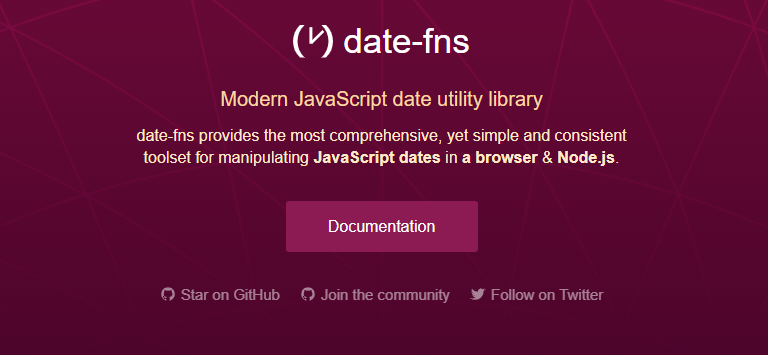 date-fns
Modern JavaScript date utility library
date-fns provides the most comprehensive, yet simple and consistent
toolset for manipulating JavaScript dates in a browser & Node.js.
Documentation
Star on GitHub Join the community Follow on Twitter